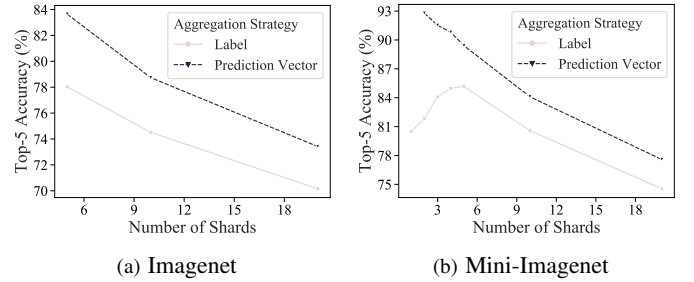 84
82
80
78
76
74
72
70
Top-5 Accuracy (%)
Aggregation Strategy
Label
Prediction Vector
6 9 12 15 18
Number of Shards
(a) Imagenet
93
90
87
84
81
78
75
Top-5 Accuracy (%)
Aggregation Strategy
Label
Prediction Vector
3 6 9 12 15 18
Number of Shards
(b) Mini-Imagenet